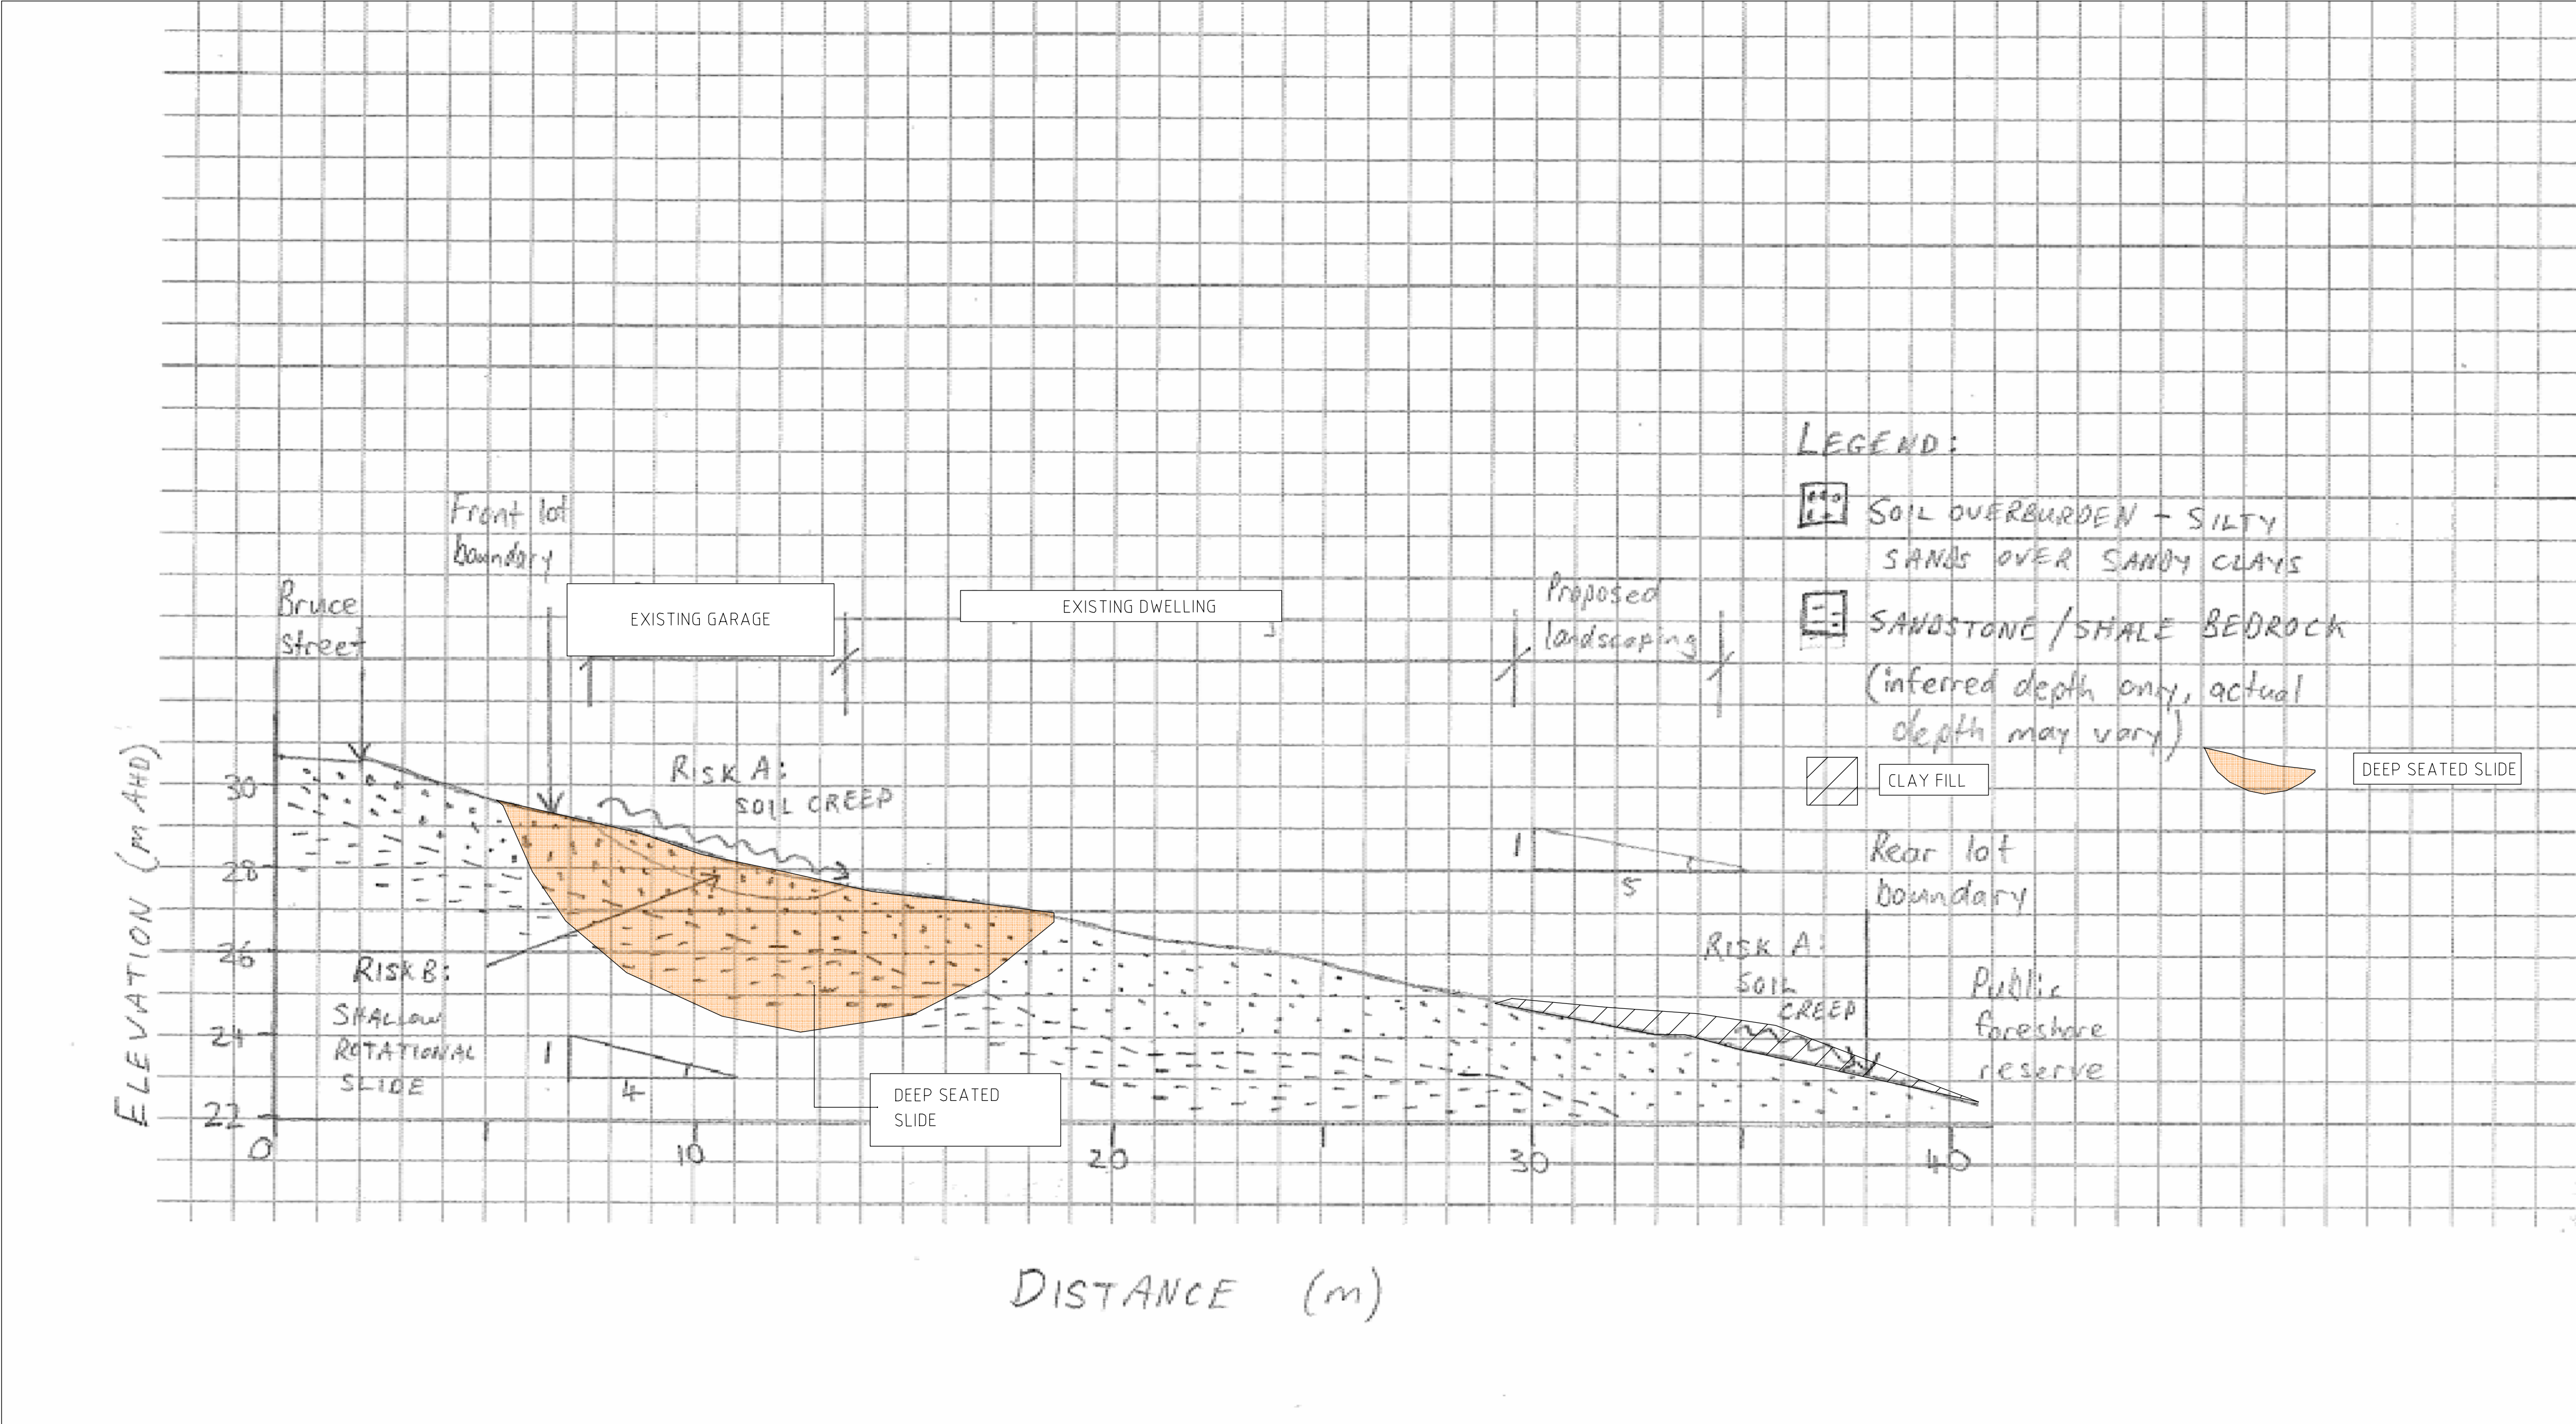 LEGEND:
SOIL OVERBURDEN - SILTY
SANDS OVER SANDY CLAYS
SANDSTONE/SHALE BEDROCK
(inferred depth only, actual
depth may vary)
CLAY FILL
DEEP SEATED SLIDE
Front lot
boundary
Bruce
street
EXISTING GARAGE
EXISTING DWELLING
Proposed
landscaping
RISK A:
SOIL CREEP
1
5
Rear lot
boundary
RISK A:
SOIL
CREEP
Public
foreshore
reserve
RISK B:
SHALLOW
ROTATIONAL
SLIDE
1
4
DEEP SEATED
SLIDE
ELEVATION (m AHD)
30
28
26
24
22
0
10
20
30
40
DISTANCE (m)